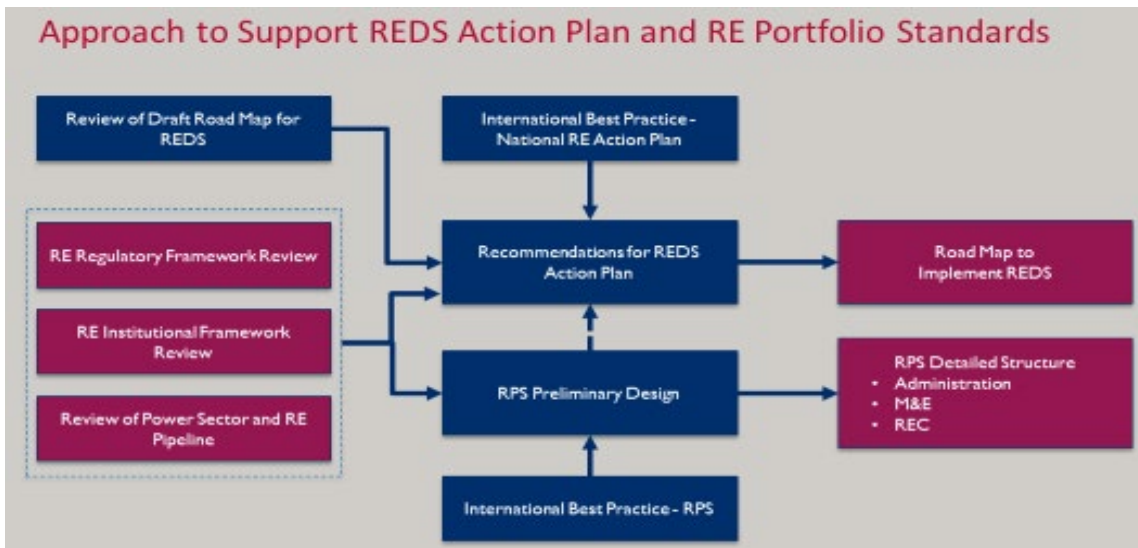 Approach to Support REDS Action Plan and RE Portfolio Standards
Review of Draft Road Map for
REDS
International Best Practice -
National RE Action Plan
RE Regulatory Framework Review
Recommendations for REDS
Action Plan
Road Map to
Implement REDS
RE Institutional Framework
Review
RPS Preliminary Design
RPS Detailed Structure
• Administration
• M&E
• REC
Review of Power Sector and RE
Pipeline
International Best Practice - RPS